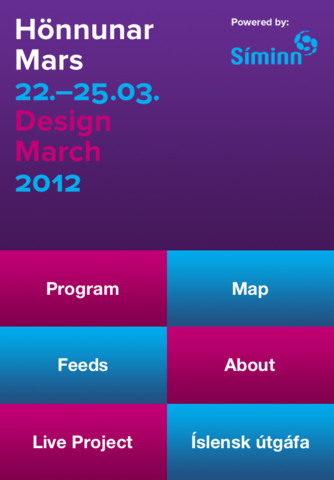 Hönnunar
Mars
22.–25.03.
Design
March
2012
Powered by:
Síminn
Program
Map
Feeds
About
Live Project
Íslensk útgáfa